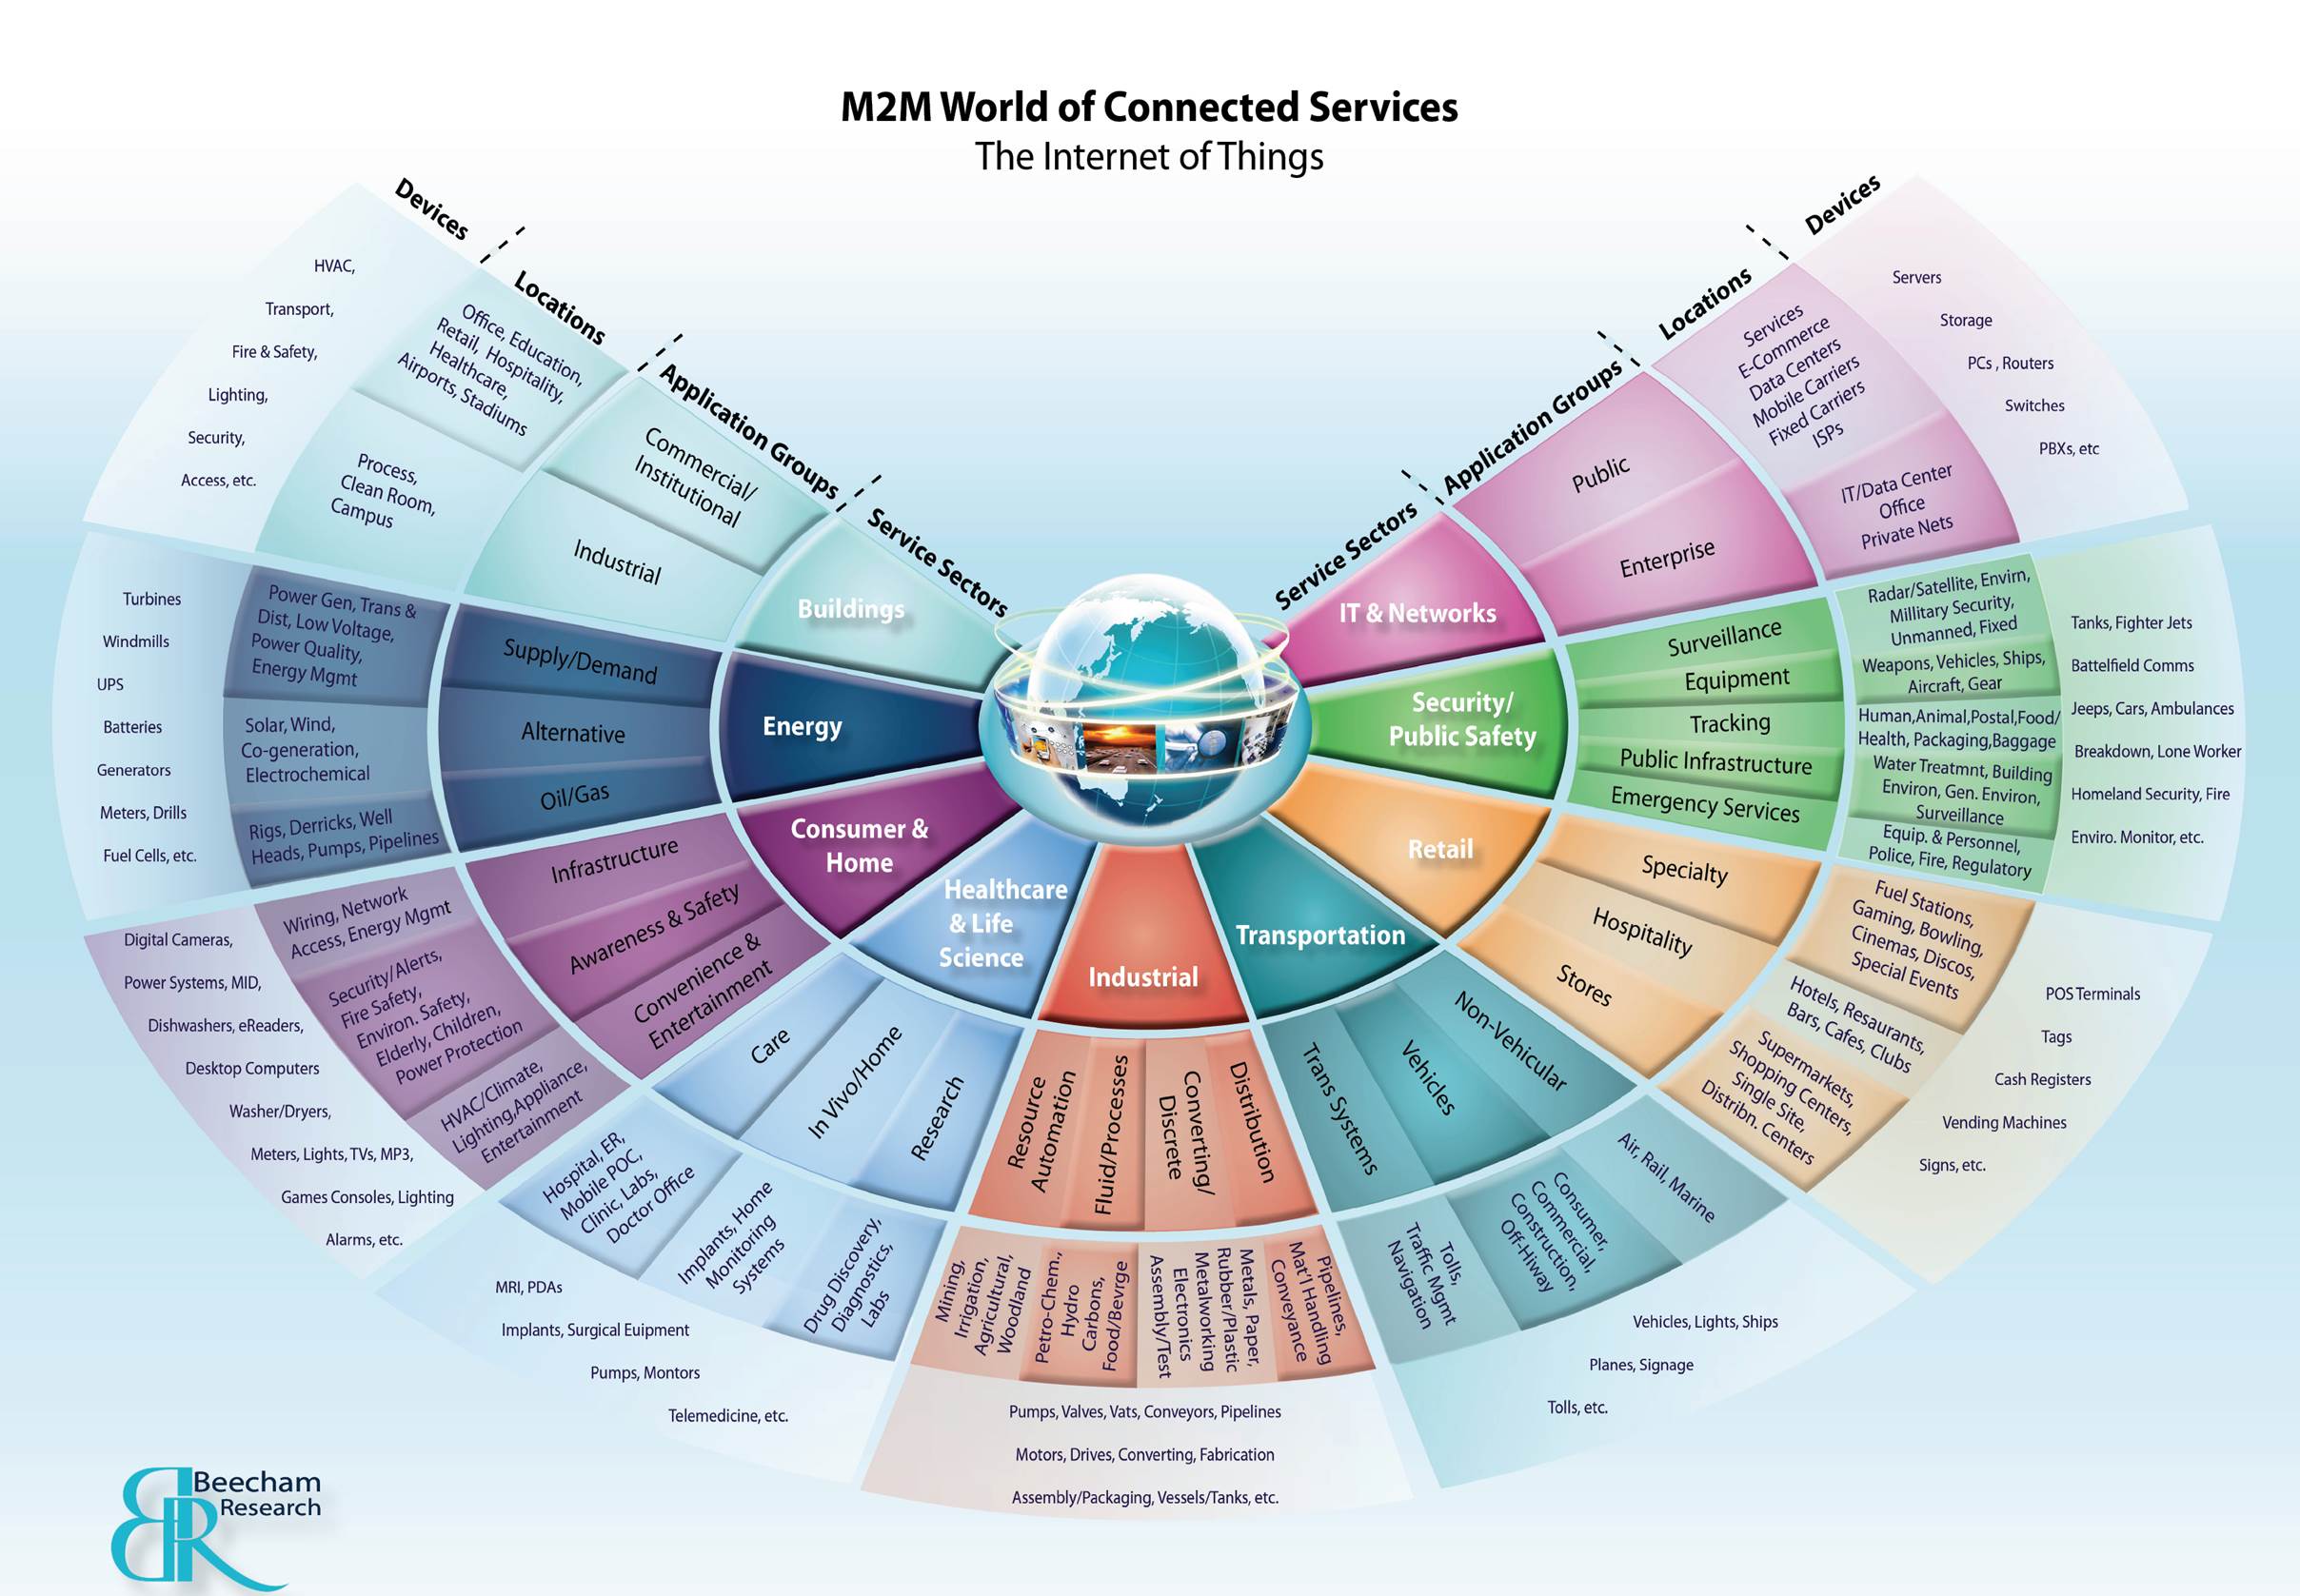 M2M World of Connected Services
The Internet of Things
Devices
Locations
Application Groups
Service Sectors
HVAC,
Transport,
Fire & Safety,
Lighting,
Security,
Access, etc.
Office, Education,
Retail, Hospitality,
Healthcare,
Airports, Stadiums
Process,
Clean Room,
Campus
Commercial/
Institutional
Industrial
Buildings
Turbines
Windmills
UPS
Batteries
Generators
Meters, Drills
Fuel Cells, etc.
Power Gen, Trans &
Dist, Low Voltage,
Power Quality,
Energy Mgmt
Solar, Wind,
Co-generation,
Electrochemical
Rigs, Derricks, Well
Heads, Pumps, Pipelines
Supply/Demand
Alternative
Oil/Gas
Energy
Digital Cameras,
Power Systems, MID,
Dishwashers, eReaders,
Desktop Computers
Washer/Dryers,
Meters, Lights, TVs, MP3,
Games Consoles, Lighting
Alarms, etc.
Wiring, Network
Access, Energy Mgmt
Security/Alerts,
Fire Safety,
Environ. Safety,
Elderly, Children,
Power Protection
HVAC/Climate,
Lighting,Appliance,
Entertainment
Infrastructure
Awareness & Safety
Convenience &
Entertainment
Consumer &
Home
MRI, PDAs
Implants, Surgical Euipment
Pumps, Montors
Telemedicine, etc.
Hospital, ER,
Mobile POC,
Clinic, Labs,
Doctor Office
Implants, Home
Monitoring
Systems
Drug Discovery,
Diagnostics,
Labs
Care
In Vivo/Home
Research
Healthcare
& Life
Science
Industrial
Resource
Automation
Fluid/Processes
Converting/
Discrete
Distribution
Mining,
Irrigation,
Agricultural,
Woodland
Petro-Chem.,
Hydro
Carbons,
Food/Bevrge
Metals, Paper,
Rubber/Plastic
Metalworking
Electronics
Assembly/Test
Pipelines,
Mat'l Handling
Conveyance
Pumps, Valves, Vats, Conveyors, Pipelines
Motors, Drives, Converting, Fabrication
Assembly/Packaging, Vessels/Tanks, etc.
Transportation
Trans Systems
Vehicles
Non-Vehicular
Tolls,
Traffic Mgmt
Navigation
Consumer,
Commercial,
Construction,
Off-Hiway
Air, Rail, Marine
Vehicles, Lights, Ships
Planes, Signage
Tolls, etc.
Retail
Specialty
Hospitality
Stores
Fuel Stations,
Gaming, Bowling,
Cinemas, Discos,
Special Events
Hotels, Resaurants,
Bars, Cafes, Clubs
Supermarkets,
Shopping Centers,
Single Site,
Distribn. Centers
POS Terminals
Tags
Cash Registers
Vending Machines
Signs, etc.
Security/
Public Safety
Surveillance
Equipment
Tracking
Public Infrastructure
Emergency Services
Radar/Satellite, Envirn,
Millitary Security,
Unmanned, Fixed
Weapons, Vehicles, Ships,
Aircraft, Gear
Human,Animal,Postal,Food/
Health, Packaging,Baggage
Water Treatmnt, Building
Environ, Gen. Environ,
Surveillance
Equip. & Personnel,
Police, Fire, Regulatory
Tanks, Fighter Jets
Battelfield Comms
Jeeps, Cars, Ambulances
Breakdown, Lone Worker
Homeland Security, Fire
Enviro. Monitor, etc.
IT & Networks
Public
Enterprise
Services
E-Commerce
Data Centers
Mobile Carriers
Fixed Carriers
ISPs
IT/Data Center
Office
Private Nets
Servers
Storage
PCs , Routers
Switches
PBXs, etc
Service Sectors
Application Groups
Locations
Devices
BR
Beecham
Research